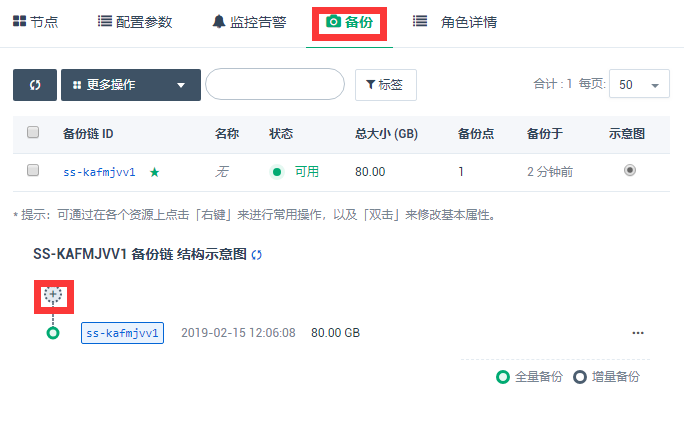 节点 配置参数 监控告警 备份 角色详情
更多操作 标签 合计 : 1 每页: 50
备份链 ID 名称 状态 总大小 (GB) 备份点 备份于 示意图
ss-kafmjvv1 ★ 无 可用 80.00 1 2 分钟前
* 提示：可通过在各个资源上点击「右键」来进行常用操作，以及「双击」来修改基本属性。
SS-KAFMJVV1 备份链 结构示意图
ss-kafmjvv1 2019-02-15 12:06:08 80.00 GB ...
全量备份 增量备份